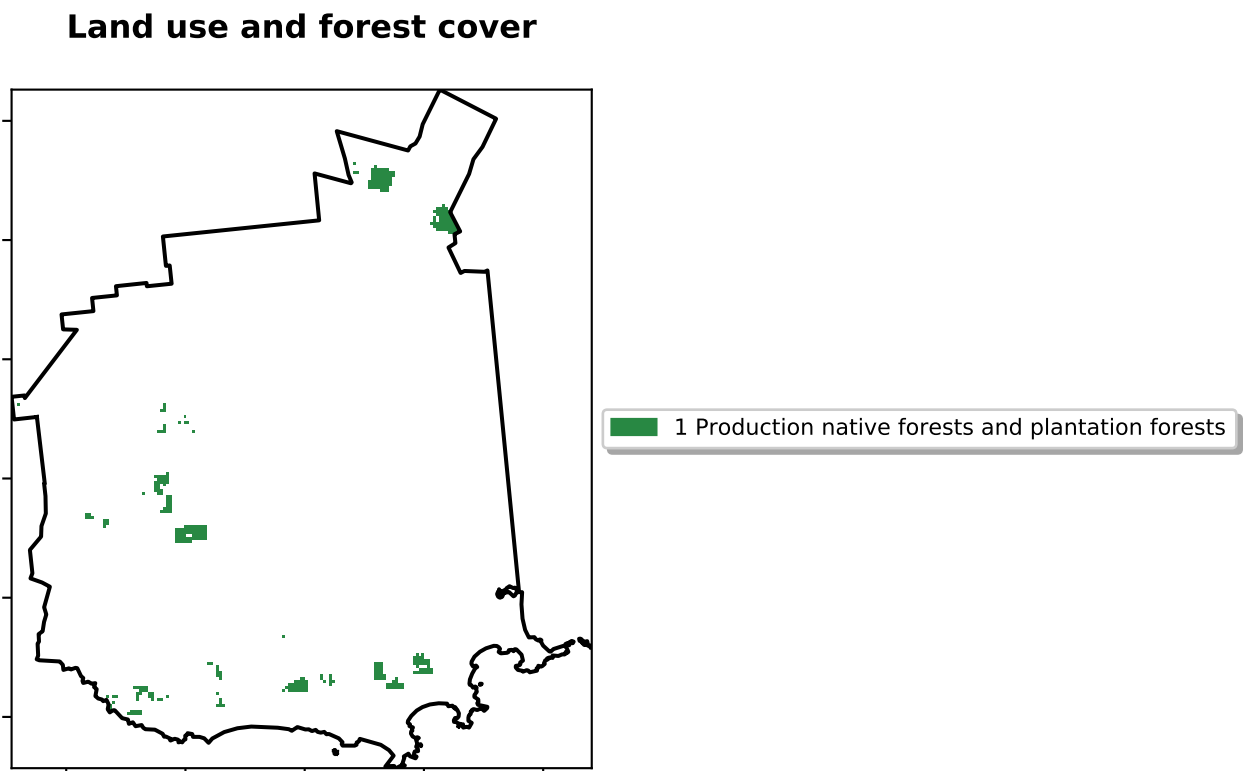 Land use and forest cover
1 Production native forests and plantation forests